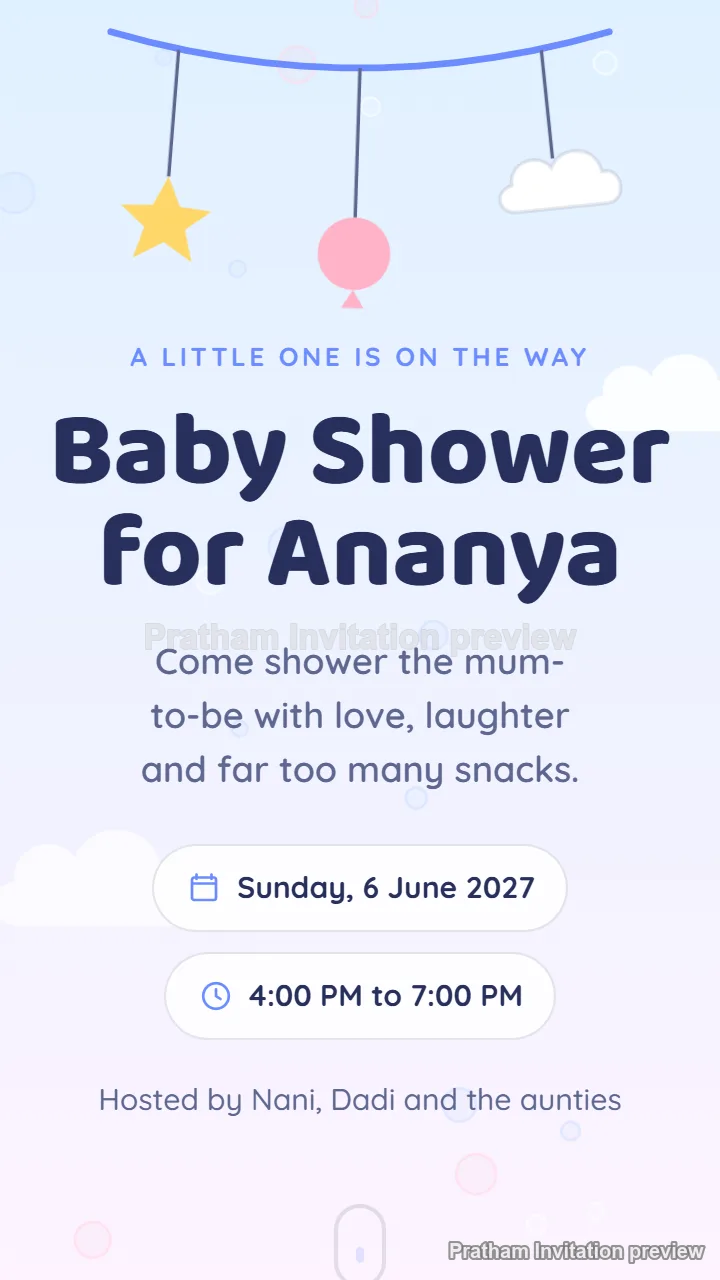 A LITTLE ONE IS ON THE WAY
Baby Shower
for Ananya
Pratham Invitation preview
Come shower the mum-
to-be with love, laughter
and far too many snacks.
Sunday, 6 June 2027
4:00 PM to 7:00 PM
Hosted by Nani, Dadi and the aunties
Pratham Invitation preview